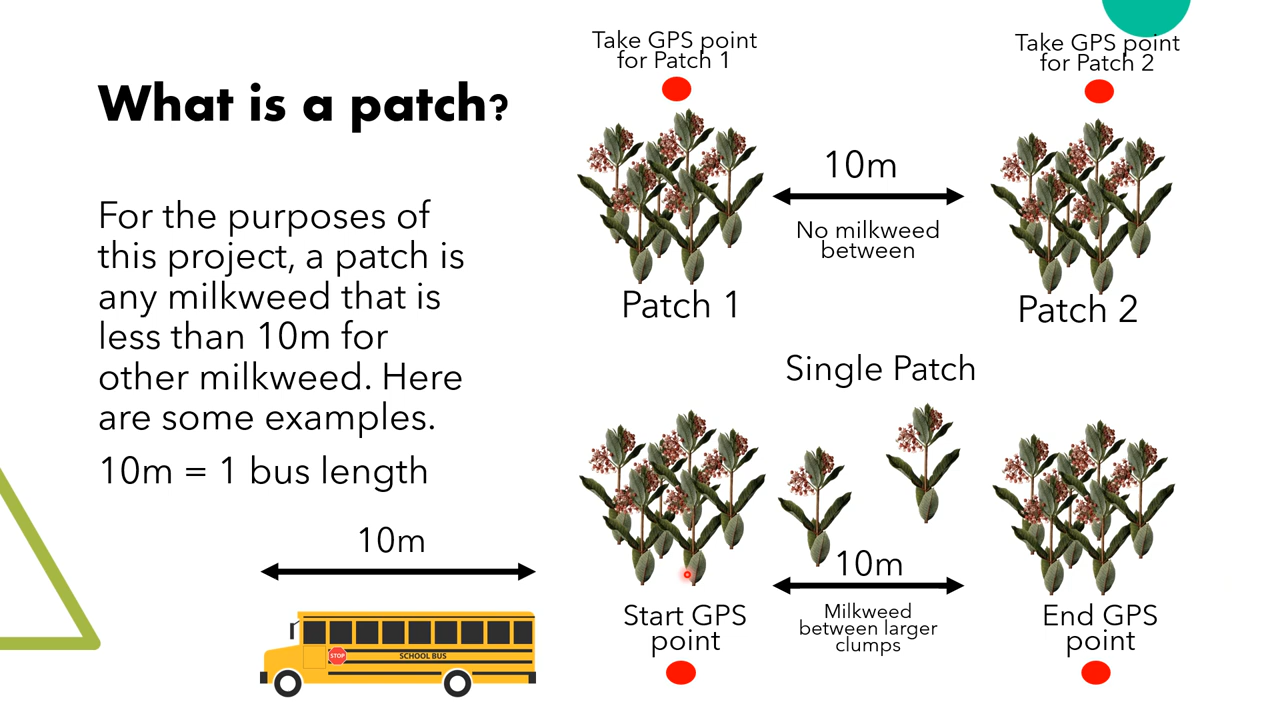 What is a patch?
For the purposes of
this project, a patch is
any milkweed that is
less than 10m for
other milkweed. Here
are some examples.
10m = 1 bus length
10m
STOP
SCHOOL BUS
Take GPS point
for Patch 1
Take GPS point
for Patch 2
10m
No milkweed
between
Patch 1
Patch 2
Single Patch
10m
Milkweed
between larger
clumps
Start GPS
point
End GPS
point